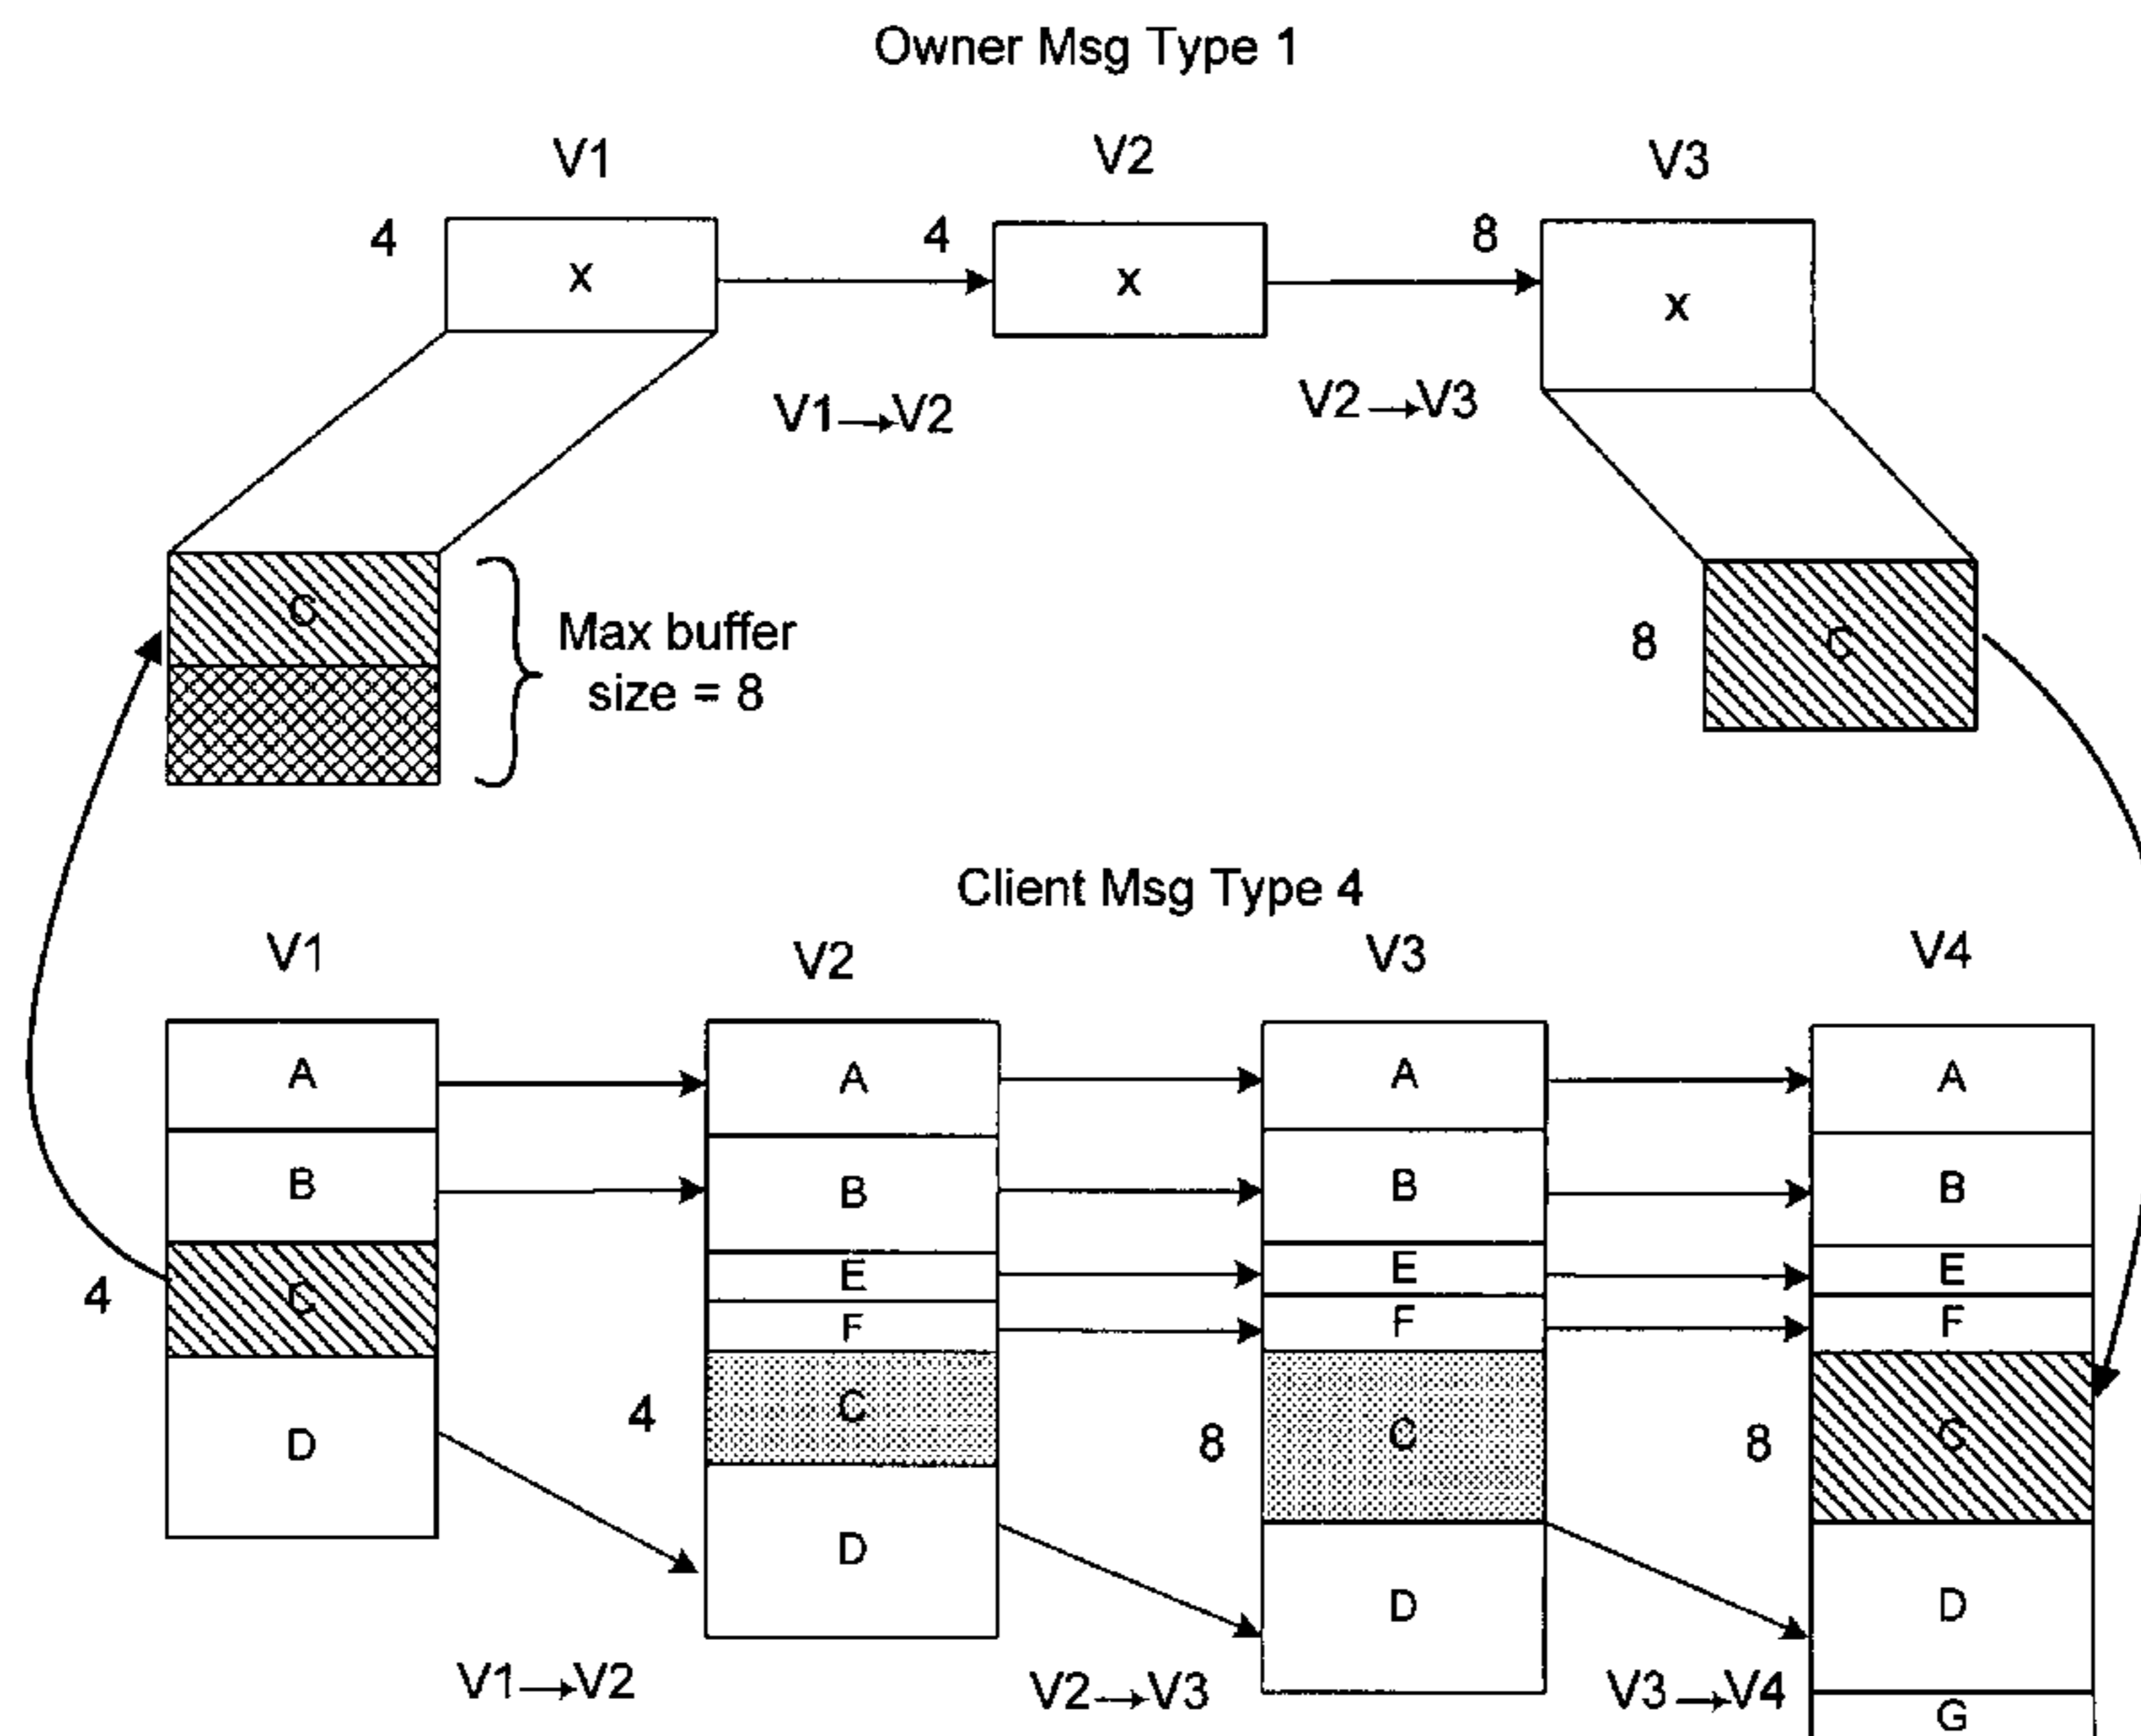 Owner Msg Type 1
V1
V2
V3
4
4
8
x
x
x
V1→V2
V2→V3
C
Max buffer
size = 8
8
C
Client Msg Type 4
V1
V2
V3
V4
A
A
A
A
B
B
B
B
E
E
E
F
F
F
4
C
4
C
8
C
8
C
D
D
D
D
V1→V2
V2→V3
V3→V4
G